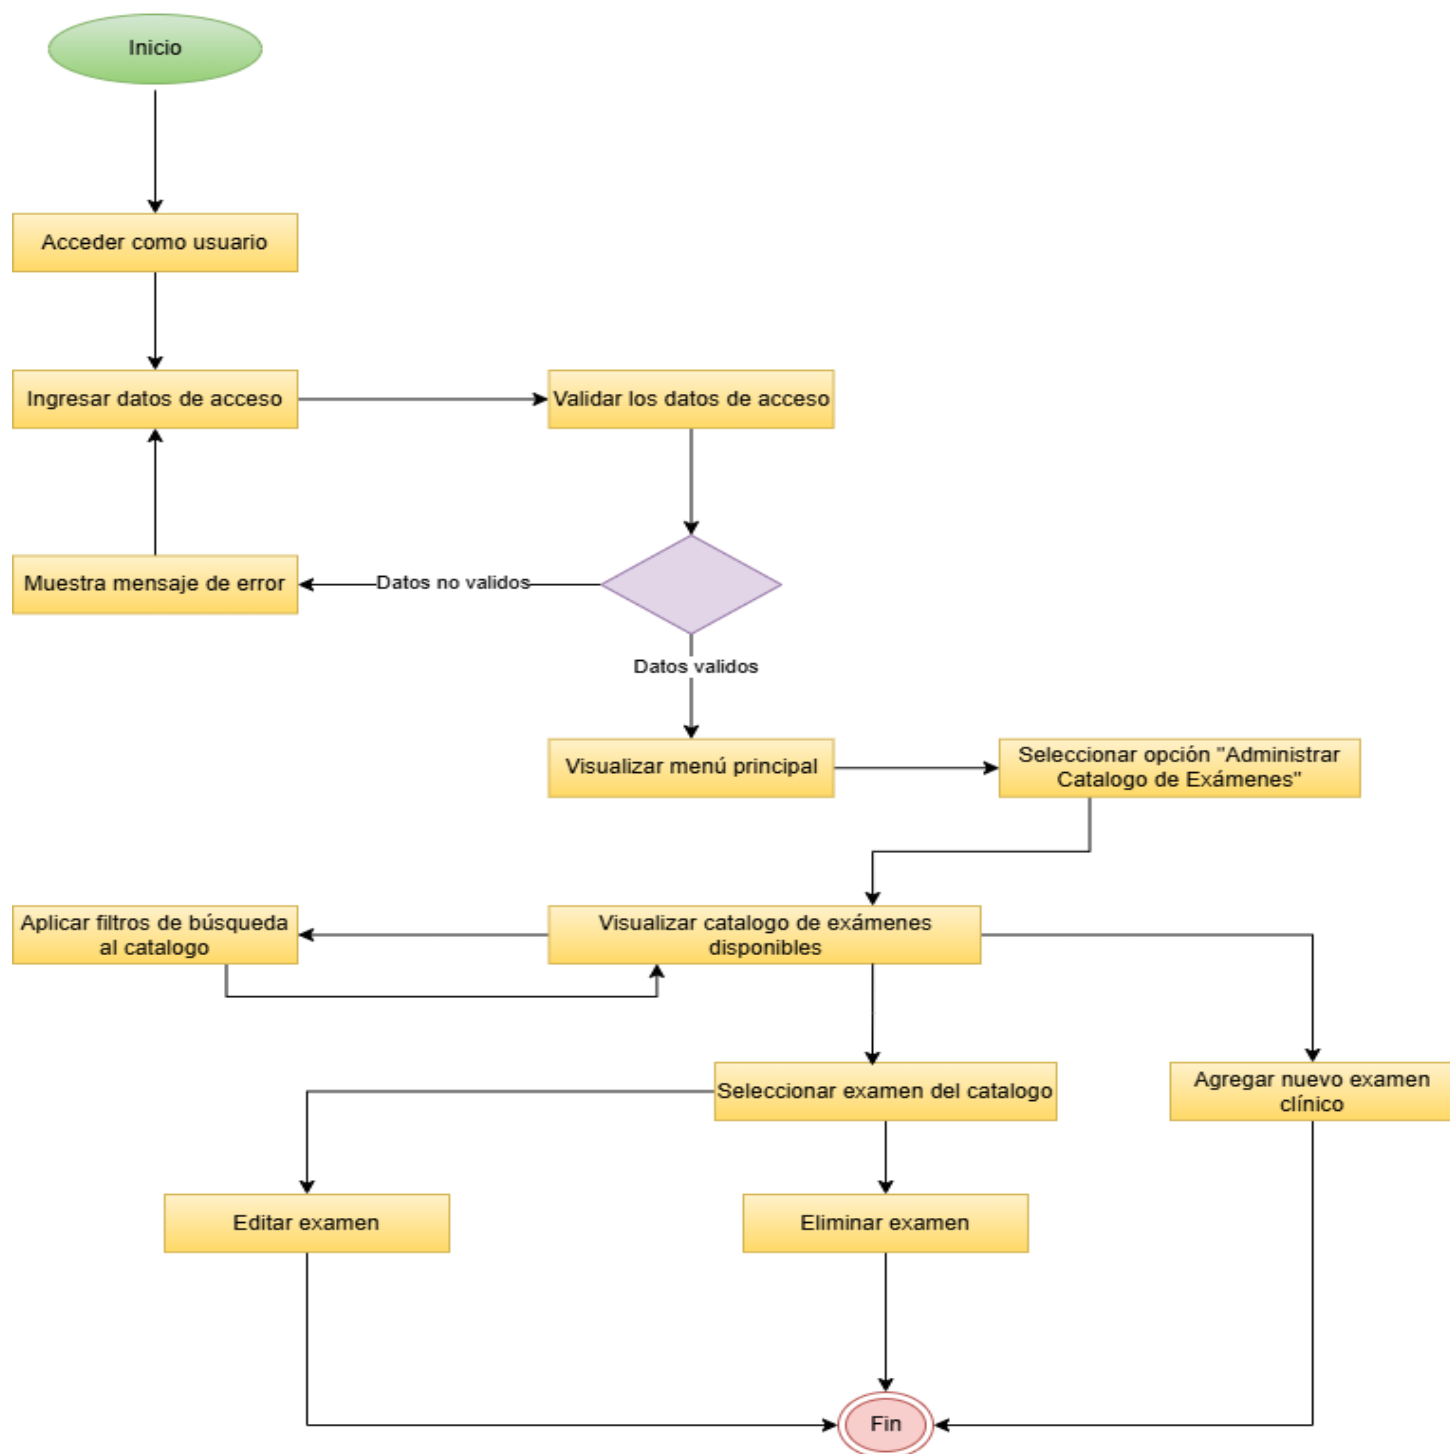 Inicio
Acceder como usuario
Ingresar datos de acceso
Validar los datos de acceso
Muestra mensaje de error
Datos no validos
Datos validos
Visualizar menú principal
Seleccionar opción "Administrar
Catalogo de Exámenes"
Aplicar filtros de búsqueda
al catalogo
Visualizar catalogo de exámenes
disponibles
Seleccionar examen del catalogo
Agregar nuevo examen
clínico
Editar examen
Eliminar examen
Fin